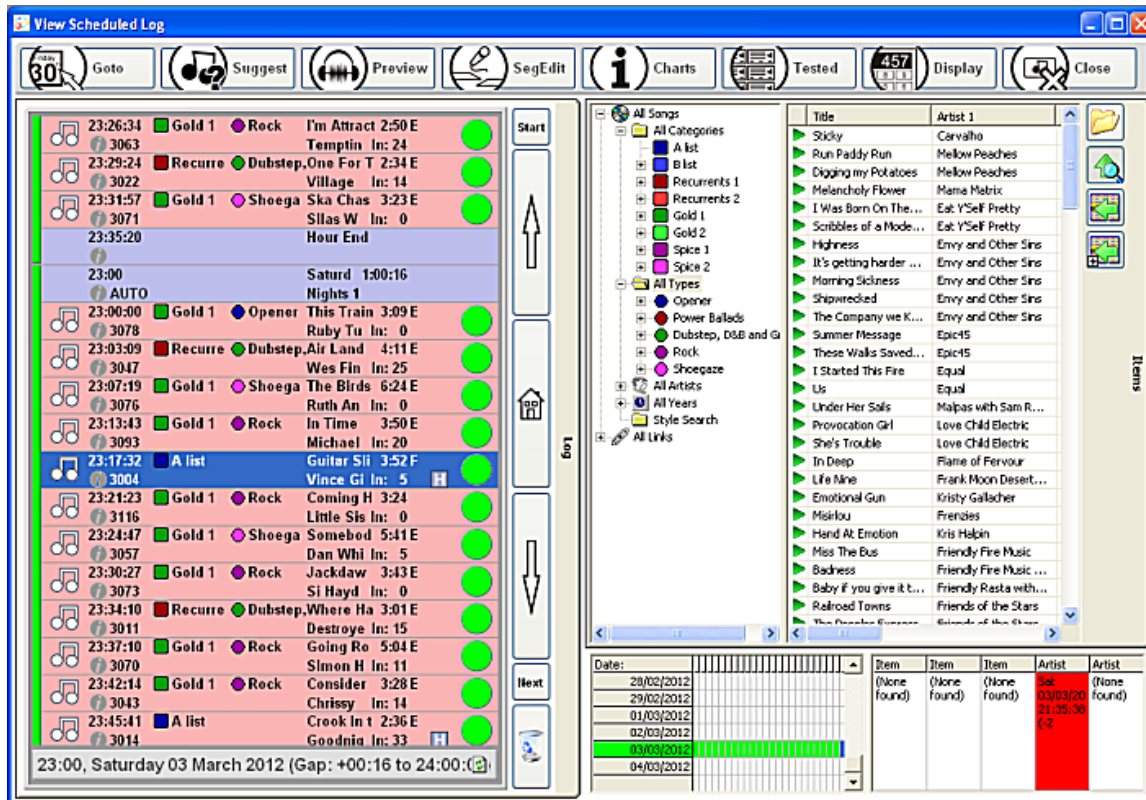 View Scheduled Log
Goto Suggest Preview SegEdit Charts Tested Display Close
23:26:34 Gold 1 Rock I'm Attract 2:50 E
3063 Temptin In: 24
23:29:24 Recurre Dubstep, One For T 2:34 E
3022 Village In: 14
23:31:57 Gold 1 Shoega Ska Chas 3:23 E
3071 Silas W In: 0
23:35:20 Hour End
23:00 Saturd 1:00:16
AUTO Nights 1
23:00:00 Gold 1 Opener This Train 3:09 E
3078 Ruby Tu In: 0
23:03:09 Recurre Dubstep, Air Land 4:11 E
3047 Wes Fin In: 25
23:07:19 Gold 1 Shoega The Birds 6:24 E
3076 Ruth An In: 0
23:13:43 Gold 1 Rock In Time 3:50 E
3093 Michael In: 20
23:17:32 A list Guitar Sli 3:52 F
3004 Vince Gi In: 5 H
23:21:23 Gold 1 Rock Coming H 3:24
3116 Little Sis In: 0
23:24:47 Gold 1 Shoega Somebod 5:41 E
3057 Dan Whi In: 5
23:30:27 Gold 1 Rock Jackdaw 3:43 E
3073 Si Hayd In: 0
23:34:10 Recurre Dubstep, Where Ha 3:01 E
3011 Destroye In: 15
23:37:10 Gold 1 Rock Going Ro 5:04 E
3070 Simon H In: 11
23:42:14 Gold 1 Rock Consider 3:28 E
3043 Chrissy In: 14
23:45:41 A list Crook In t 2:36 E
3014 Goodnig In: 33 H
23:00, Saturday 03 March 2012 (Gap: +00:16 to 24:00:
Start
Next
Log
All Songs
All Categories
A list
B list
Recurrents 1
Recurrents 2
Gold 1
Gold 2
Spice 1
Spice 2
All Types
Opener
Power Ballads
Dubstep, D&B and Ga
Rock
Shoegaze
All Artists
All Years
Style Search
All Links
Title Artist 1
Sticky Carvalho
Run Paddy Run Mellow Peaches
Digging my Potatoes Mellow Peaches
Melancholy Flower Mama Matrix
I Was Born On The... Eat Y'Self Pretty
Scribbles of a Mode... Eat Y'Self Pretty
Highness Envy and Other Sins
It's getting harder ... Envy and Other Sins
Morning Sickness Envy and Other Sins
Shipwrecked Envy and Other Sins
The Company we K... Envy and Other Sins
Summer Message Epic45
These Walks Saved... Epic45
I Started This Fire Equal
Us Equal
Under Her Sails Malpas with Sam R...
Provocation Girl Love Child Electric
She's Trouble Love Child Electric
In Deep Flame of Fervour
Life Nine Frank Moon Desert...
Emotional Gun Kristy Gallacher
Misirlou Frenzies
Hand At Emotion Kris Halpin
Miss The Bus Friendly Fire Music
Badness Friendly Fire Music ...
Baby if you give it t... Friendly Rasta with...
Railroad Towns Friends of the Stars
The Peoples Express Friends of the Stars
Items
Date:
28/02/2012
29/02/2012
01/03/2012
02/03/2012
03/03/2012
04/03/2012
Item Item Item Artist Artist
(None found) (None found) (None found) Sat 03/03/20 21:35:38 (-2 (None found)